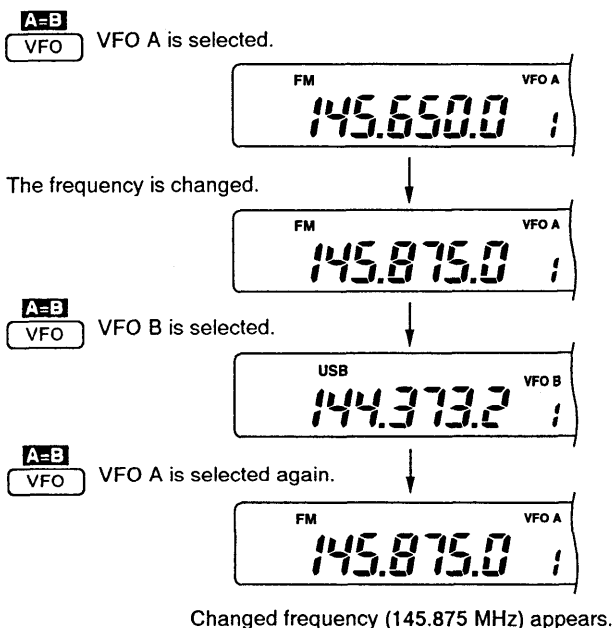 A=B
VFO VFO A is selected.
FM VFO A
145.650.0 1
The frequency is changed.
FM VFO A
145.875.0 1
A=B
VFO VFO B is selected.
USB VFO B
144.373.2 1
A=B
VFO VFO A is selected again.
FM VFO A
145.875.0 1
Changed frequency (145.875 MHz) appears.